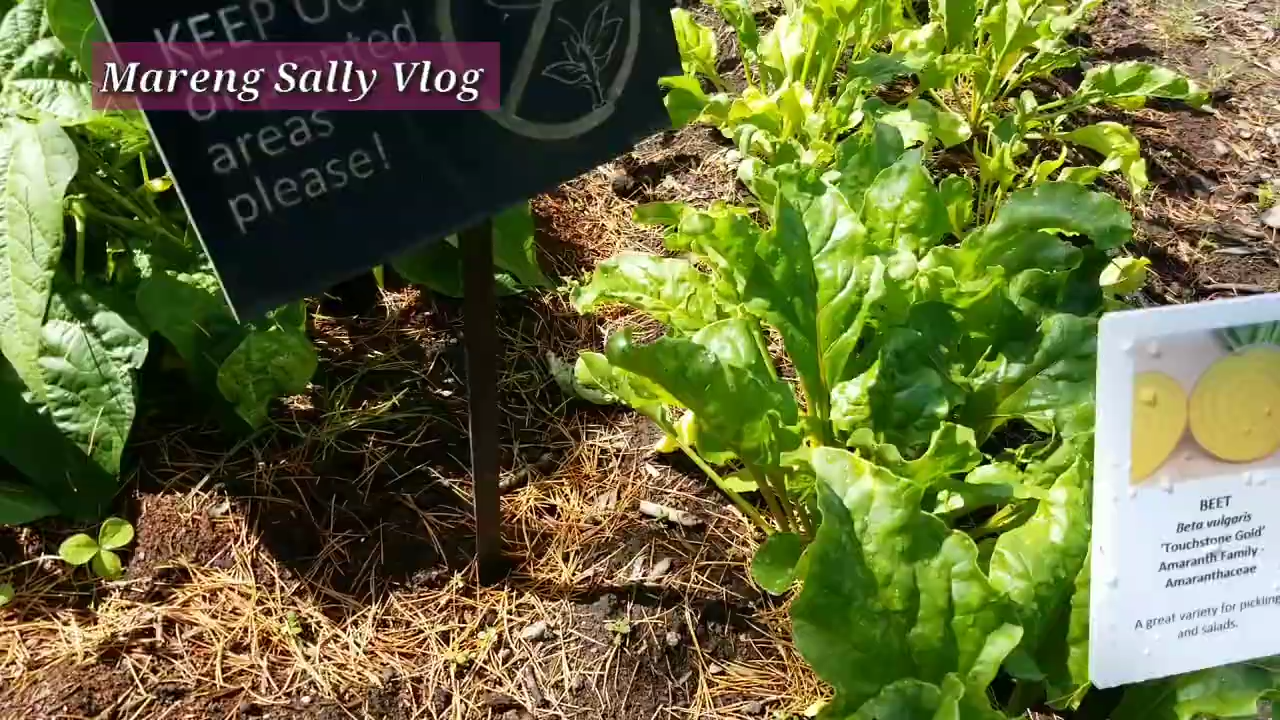 KEEP
Mareng Sally Vlog
areas
please!
BEET
Beta vulgaris
'Touchstone Gold'
Amaranth Family -
Amaranthaceae
A great variety for pickling
and salads.